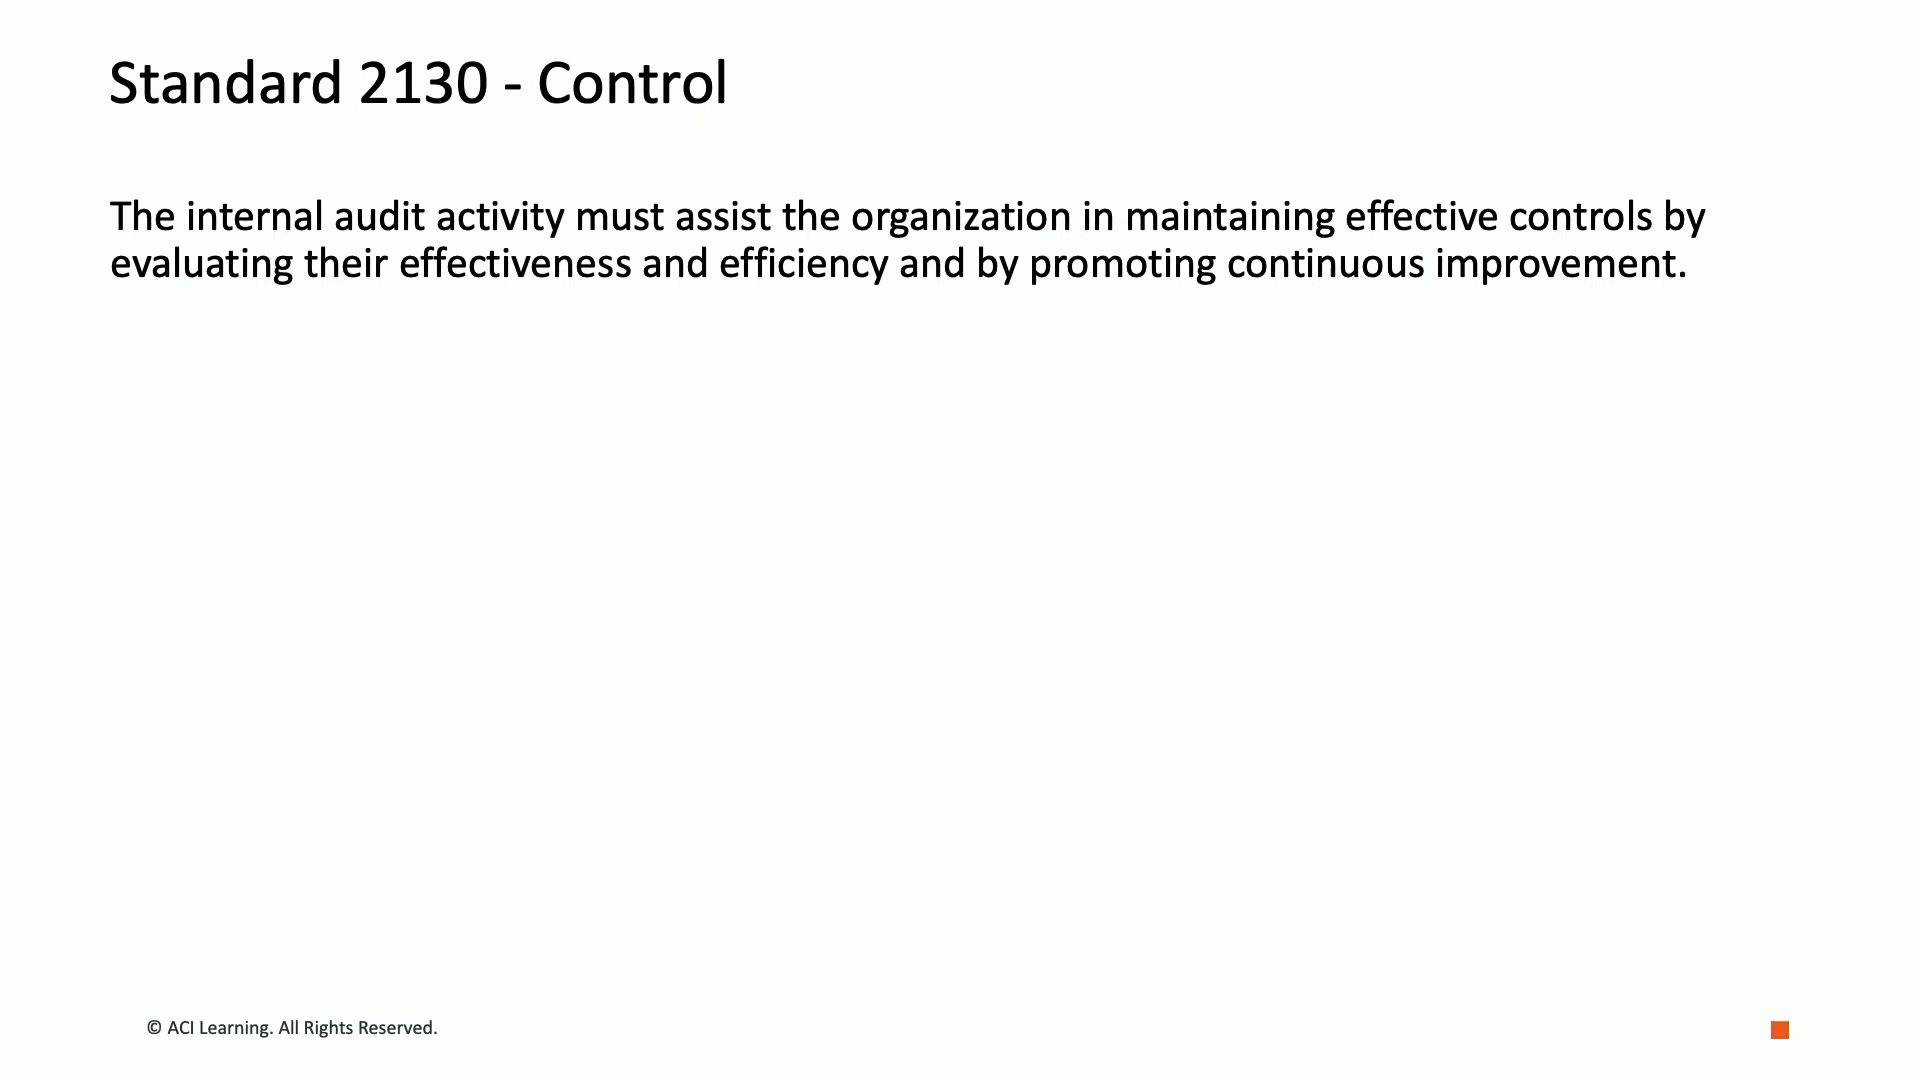 Standard 2130 - Control
The internal audit activity must assist the organization in maintaining effective controls by
evaluating their effectiveness and efficiency and by promoting continuous improvement.
© ACI Learning. All Rights Reserved.